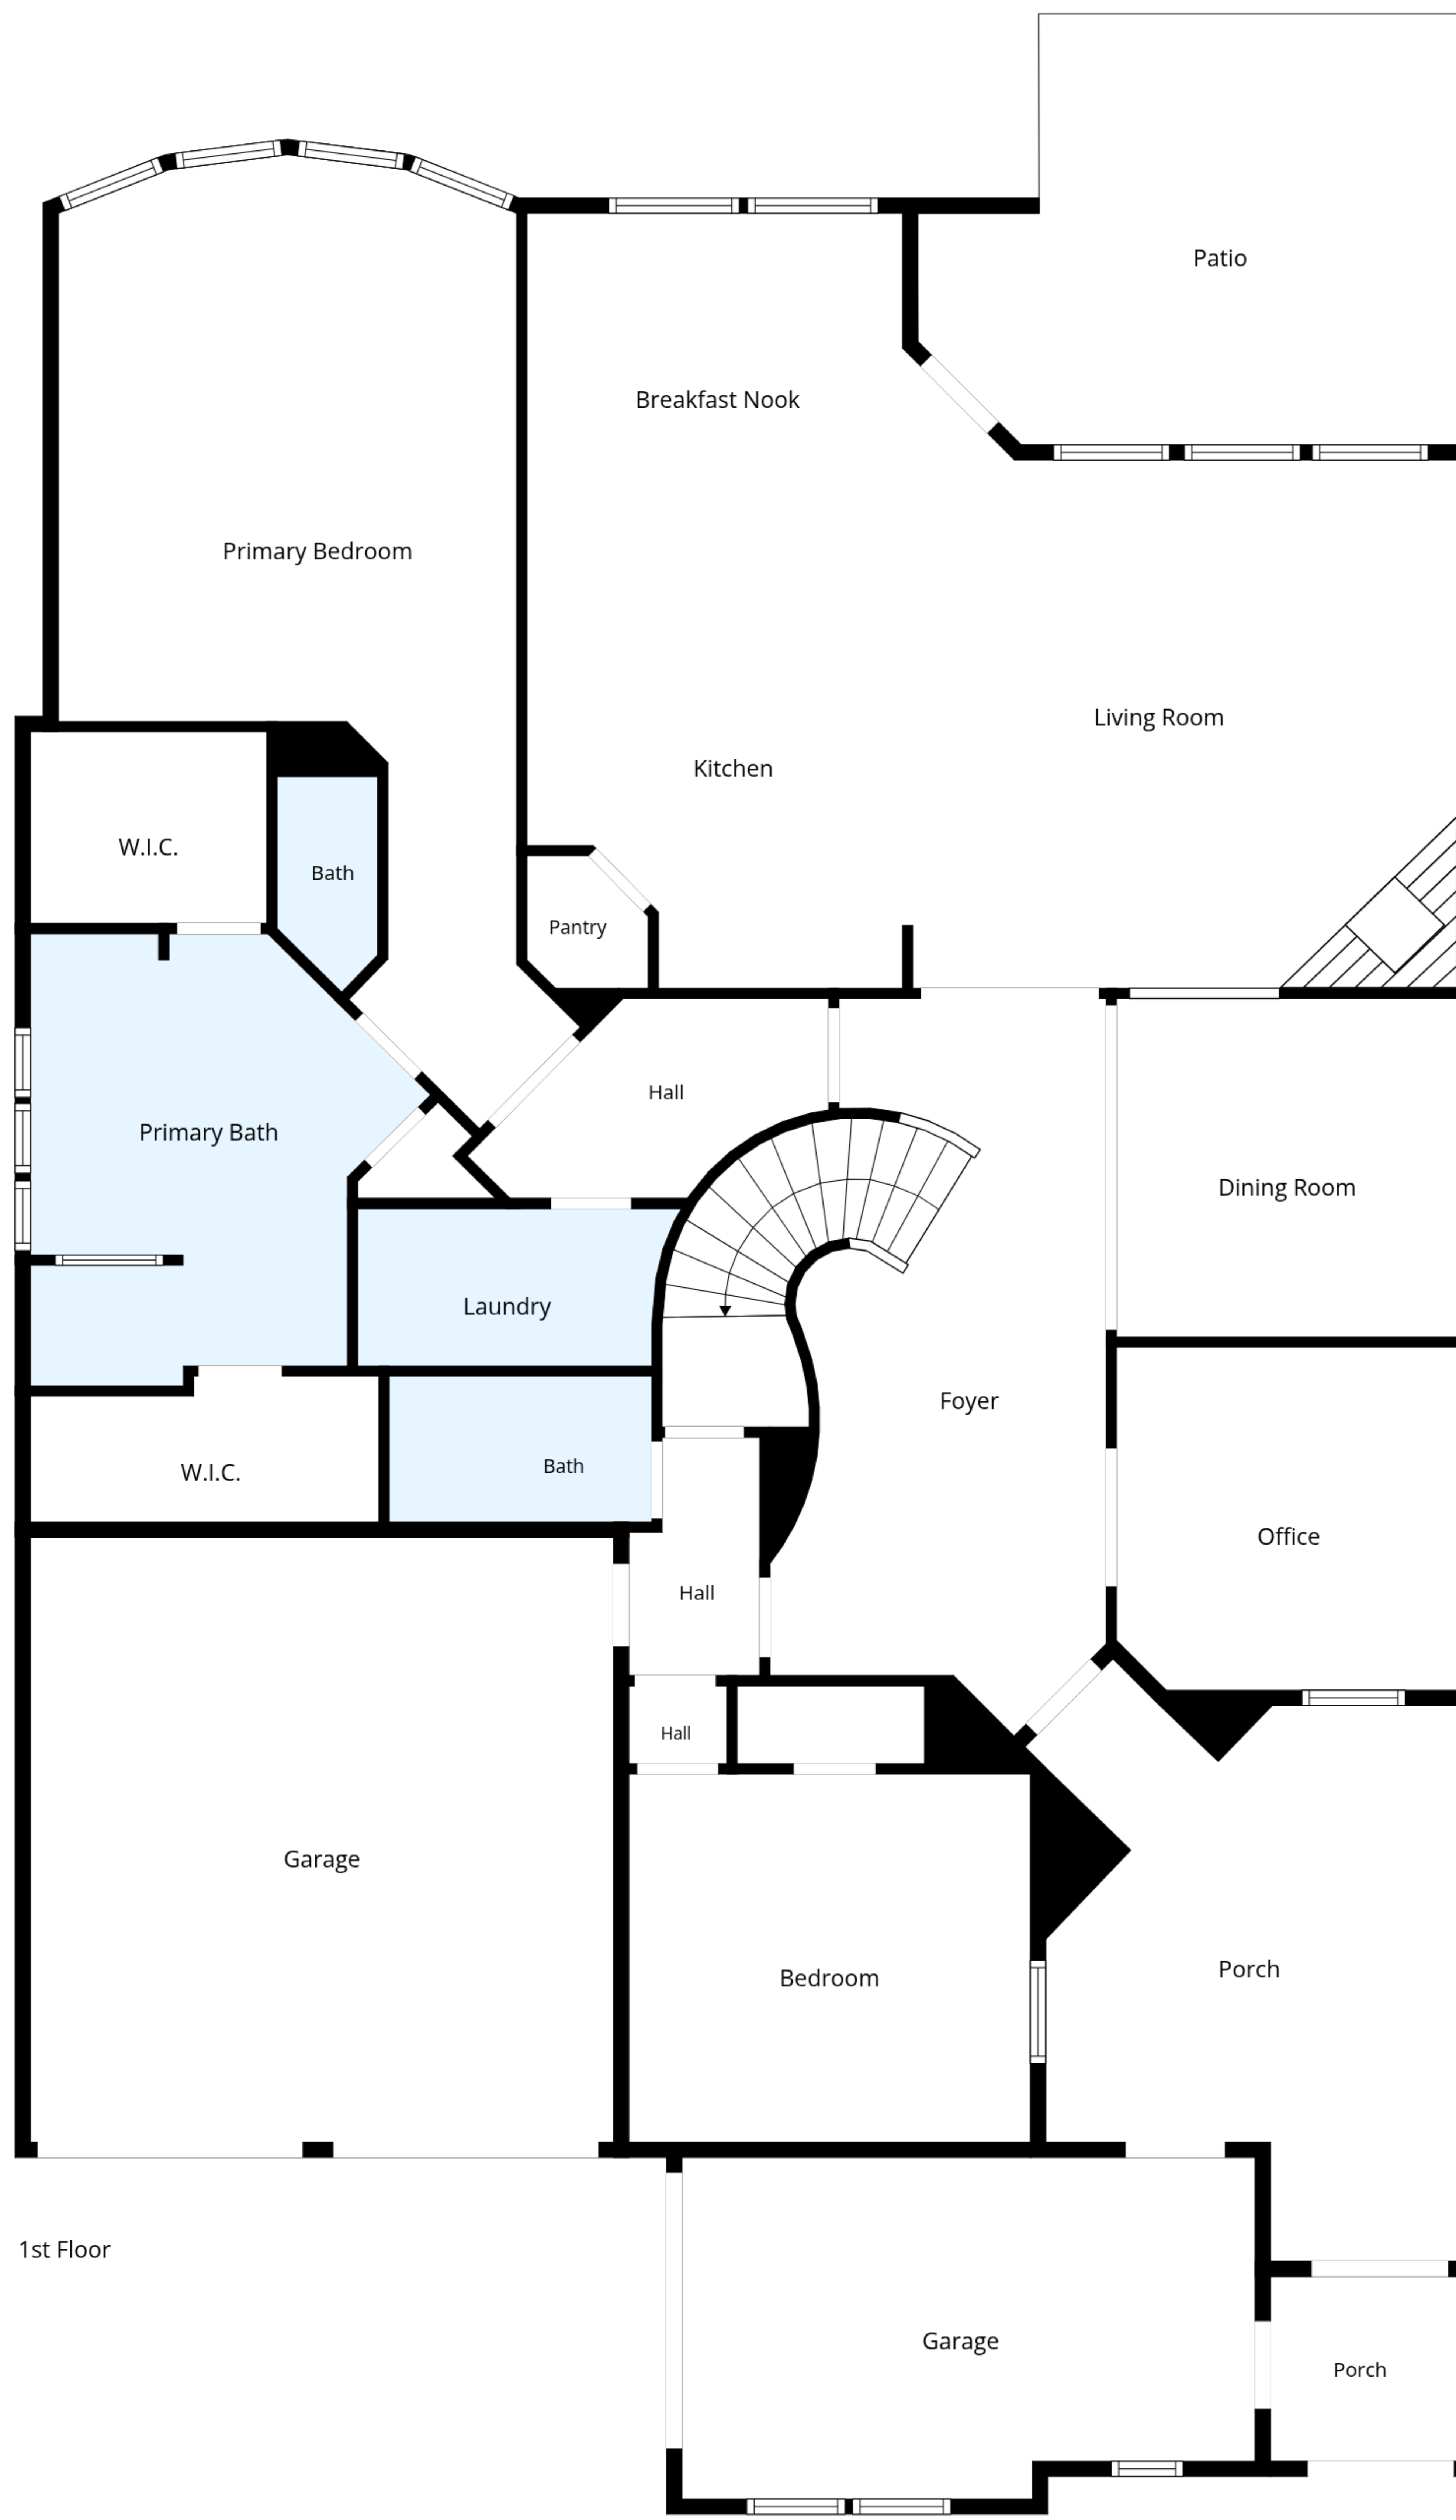 Patio
Breakfast Nook
Primary Bedroom
Living Room
Kitchen
W.I.C.
Bath
Pantry
Hall
Primary Bath
Dining Room
Laundry
Foyer
W.I.C.
Bath
Office
Hall
Hall
Garage
Bedroom
Porch
1st Floor
Garage
Porch